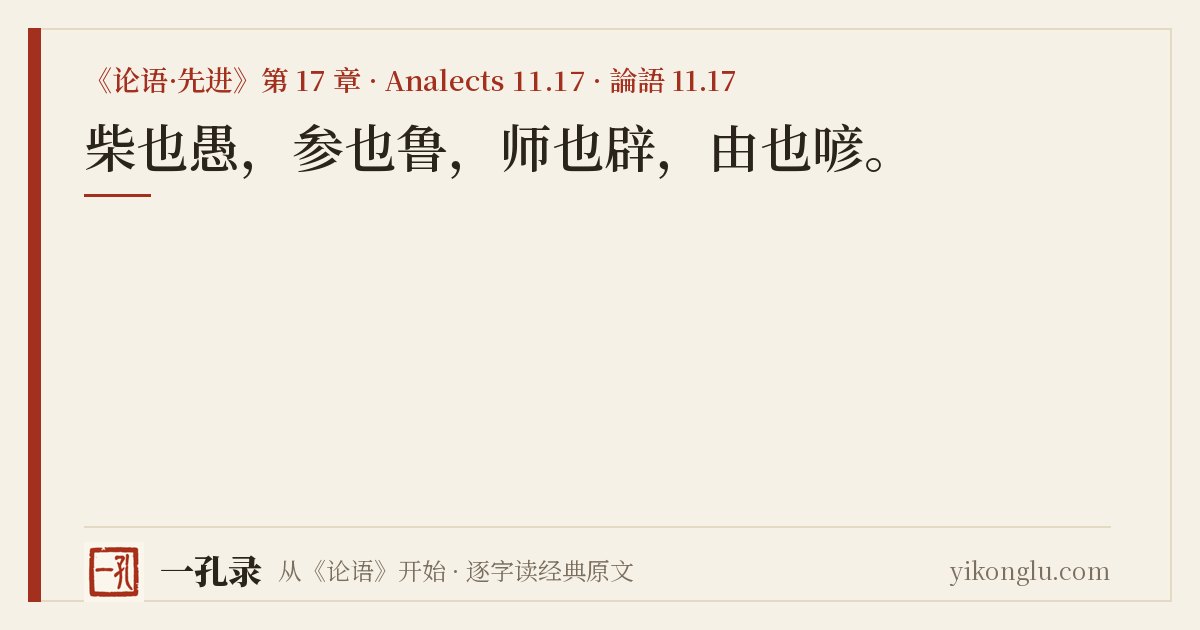 《论语·先进》第 17 章 · Analects 11.17 · 論語 11.17
柴也愚，参也鲁，师也辟，由也喭。
一孔
一孔录 从《论语》开始 · 逐字读经典原文 yikonglu.com